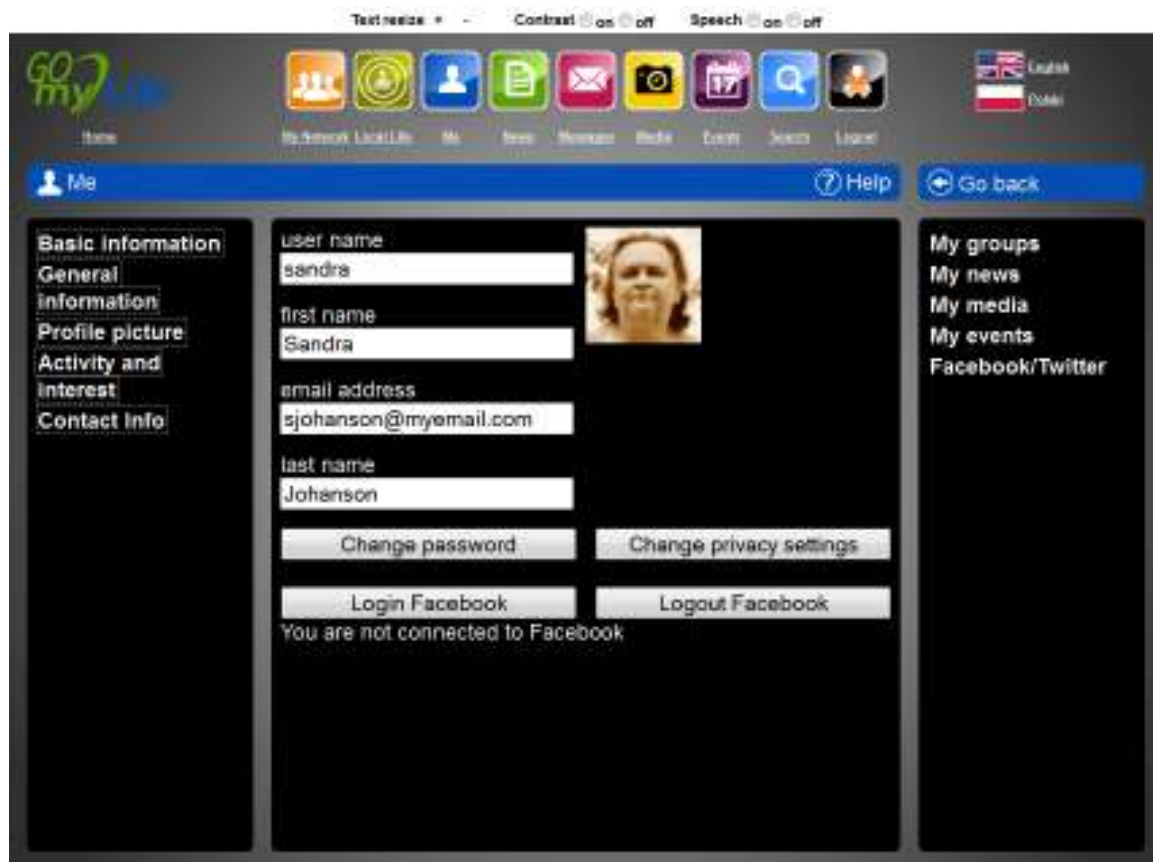 Text resize + -
Contrast on off
Speech on off
GO
my
Home
My Network
Local Life
Me
News
Messages
Media
Events
Search
Logout
English
Polski
17
Me
? Help
Go back
Basic information
General
information
Profile picture
Activity and
interest
Contact Info
user name
sandra
first name
Sandra
email address
sjohanson@myemail.com
last name
Johanson
Change password
Change privacy settings
Login Facebook
Logout Facebook
You are not connected to Facebook
My groups
My news
My media
My events
Facebook/Twitter